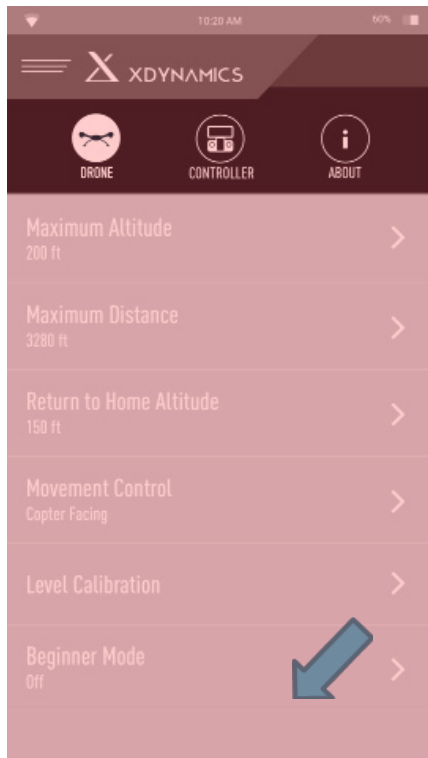 10:20 AM
60%
X XDYNAMICS
DRONE
CONTROLLER
ABOUT
Maximum Altitude
200 ft
Maximum Distance
3280 ft
Return to Home Altitude
150 ft
Movement Control
Copter Facing
Level Calibration
Beginner Mode
Off